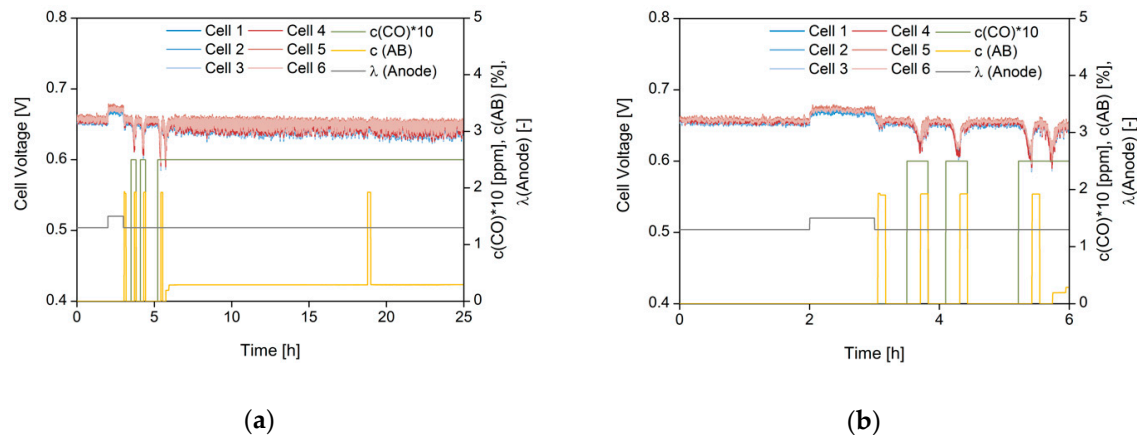 0.8
0.7
0.6
0.5
0.4
Cell Voltage [V]
Cell 1 Cell 4 c(CO)*10
Cell 2 Cell 5 c (AB)
Cell 3 Cell 6 λ (Anode)
5
4
3
2
1
0
c(CO)*10 [ppm], c(AB) [%],
λ(Anode) [-]
0 5 10 15 20 25
Time [h]
(a)
0.8
0.7
0.6
0.5
0.4
Cell Voltage [V]
Cell 1 Cell 4 c(CO)*10
Cell 2 Cell 5 c (AB)
Cell 3 Cell 6 λ (Anode)
5
4
3
2
1
0
c(CO)*10 [ppm], c(AB) [%],
λ(Anode) [-]
0 2 4 6
Time [h]
(b)